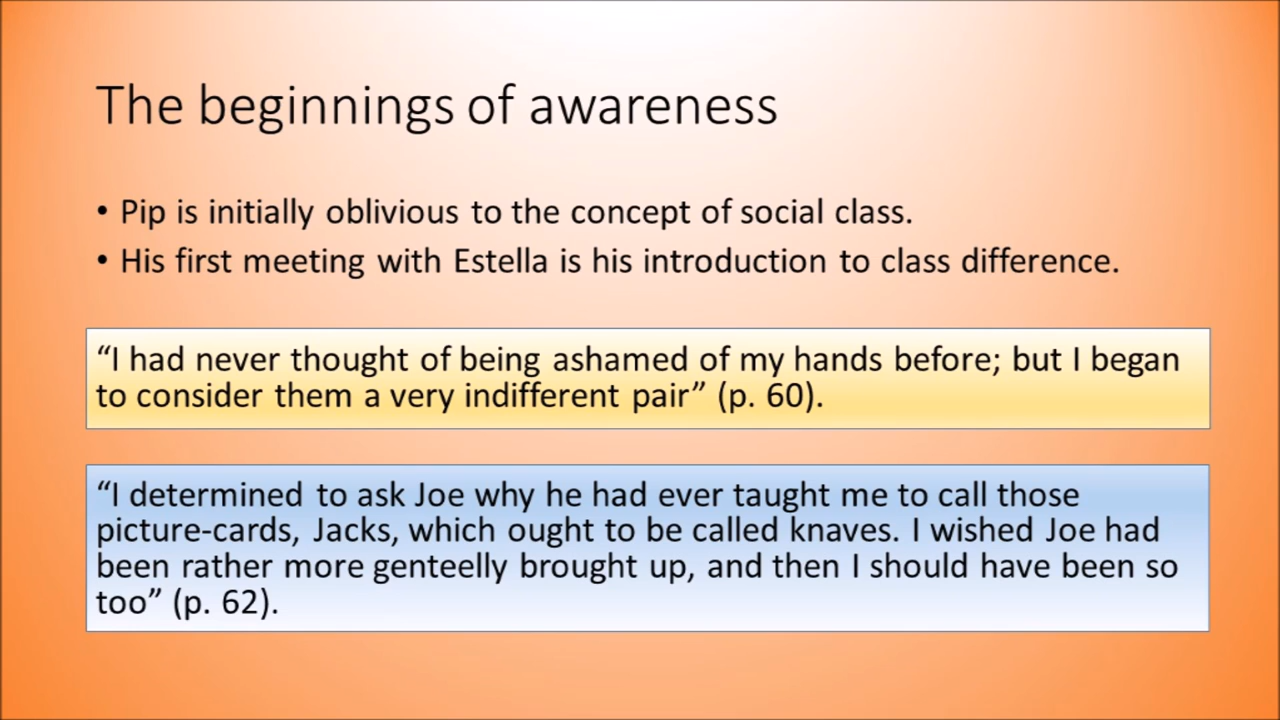 The beginnings of awareness
• Pip is initially oblivious to the concept of social class.
• His first meeting with Estella is his introduction to class difference.
“I had never thought of being ashamed of my hands before; but I began
to consider them a very indifferent pair” (p. 60).
“I determined to ask Joe why he had ever taught me to call those
picture-cards, Jacks, which ought to be called knaves. I wished Joe had
been rather more genteelly brought up, and then I should have been so
too” (p. 62).